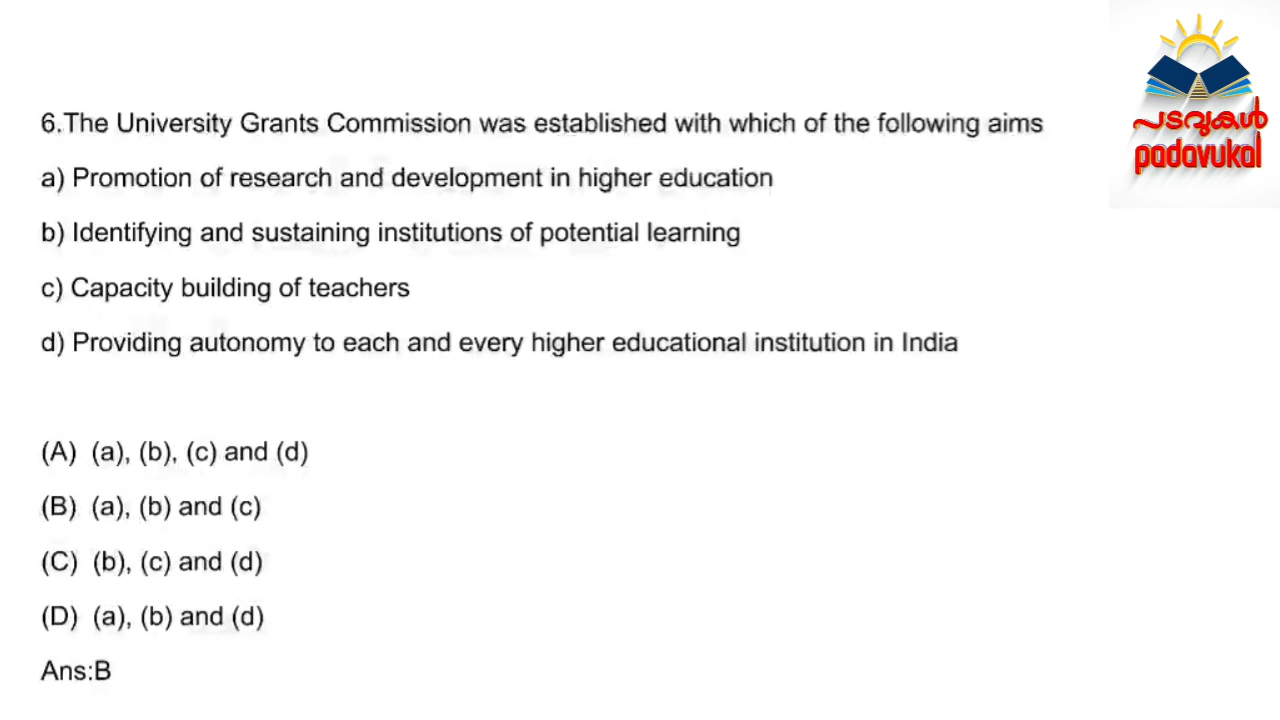 പടവുകൾ
padavukal
6.The University Grants Commission was established with which of the following aims
a) Promotion of research and development in higher education
b) Identifying and sustaining institutions of potential learning
c) Capacity building of teachers
d) Providing autonomy to each and every higher educational institution in India
(A) (a), (b), (c) and (d)
(B) (a), (b) and (c)
(C) (b), (c) and (d)
(D) (a), (b) and (d)
Ans:B